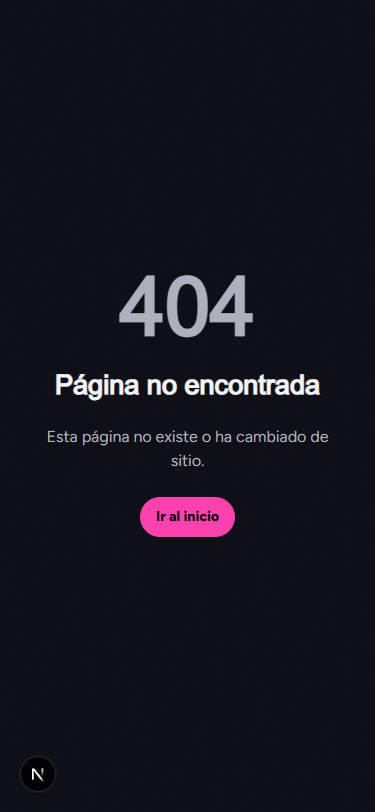 404
Página no encontrada
Esta página no existe o ha cambiado de
sitio.
Ir al inicio
N